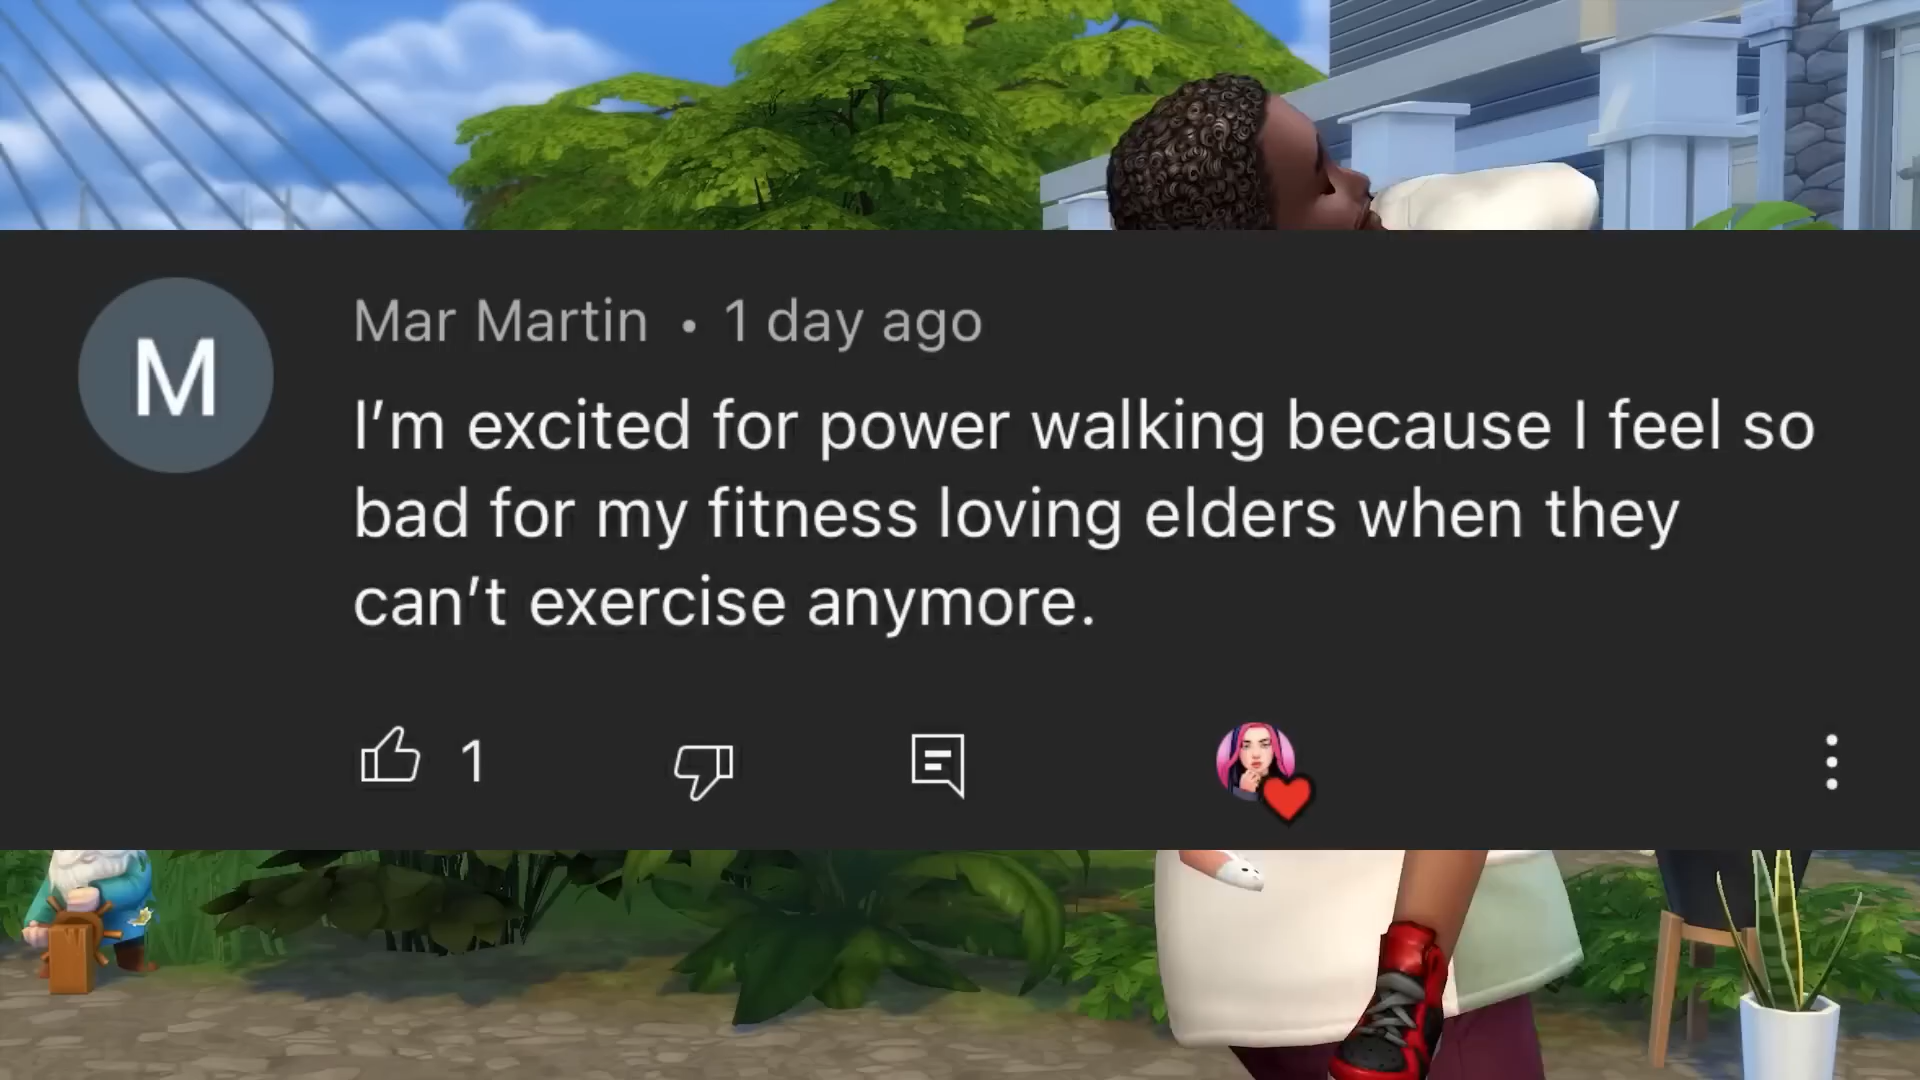 M
Mar Martin • 1 day ago
I’m excited for power walking because I feel so
bad for my fitness loving elders when they
can’t exercise anymore.
1